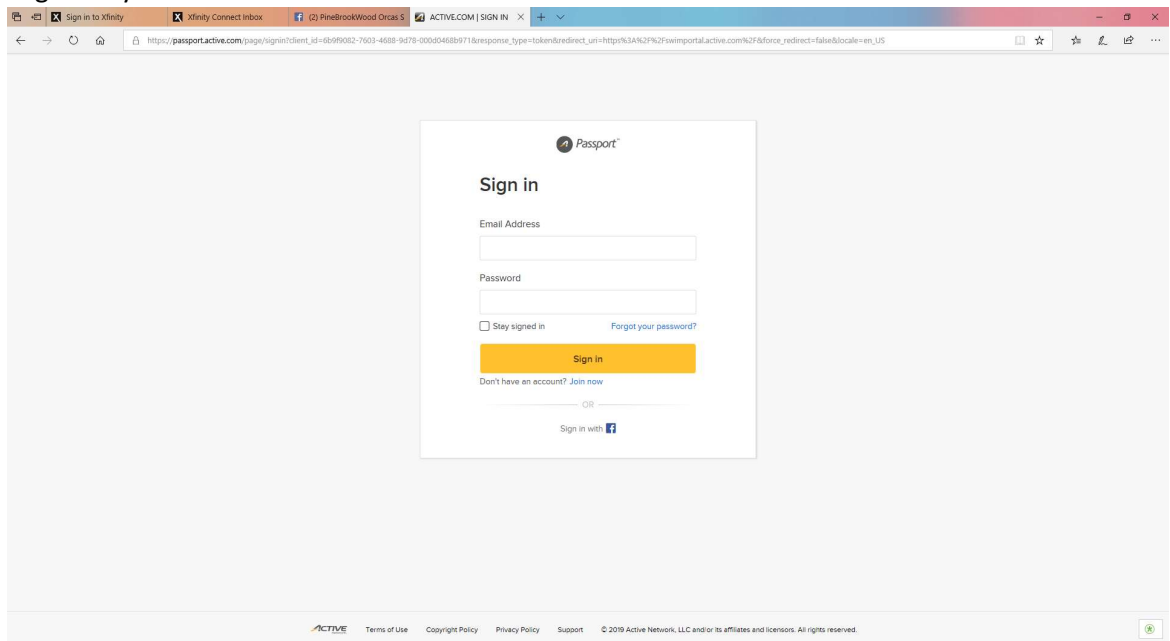 Sign in to Xfinity
Xfinity Connect Inbox
(2) PineBrookWood Orcas S
ACTIVE.COM | SIGN IN
https://passport.active.com/page/signin?client_id=6b9f9082-7603-4688-9d78-000d0468b971&response_type=token&redirect_uri=https%3A%2F%2Fswimportal.active.com%2F&force_redirect=false&locale=en_US
Passport™
Sign in
Email Address
Password
Stay signed in
Forgot your password?
Sign in
Don't have an account? Join now
OR
Sign in with f
ACTIVE
Terms of Use
Copyright Policy
Privacy Policy
Support
© 2019 Active Network, LLC and/or its affiliates and licensors. All rights reserved.